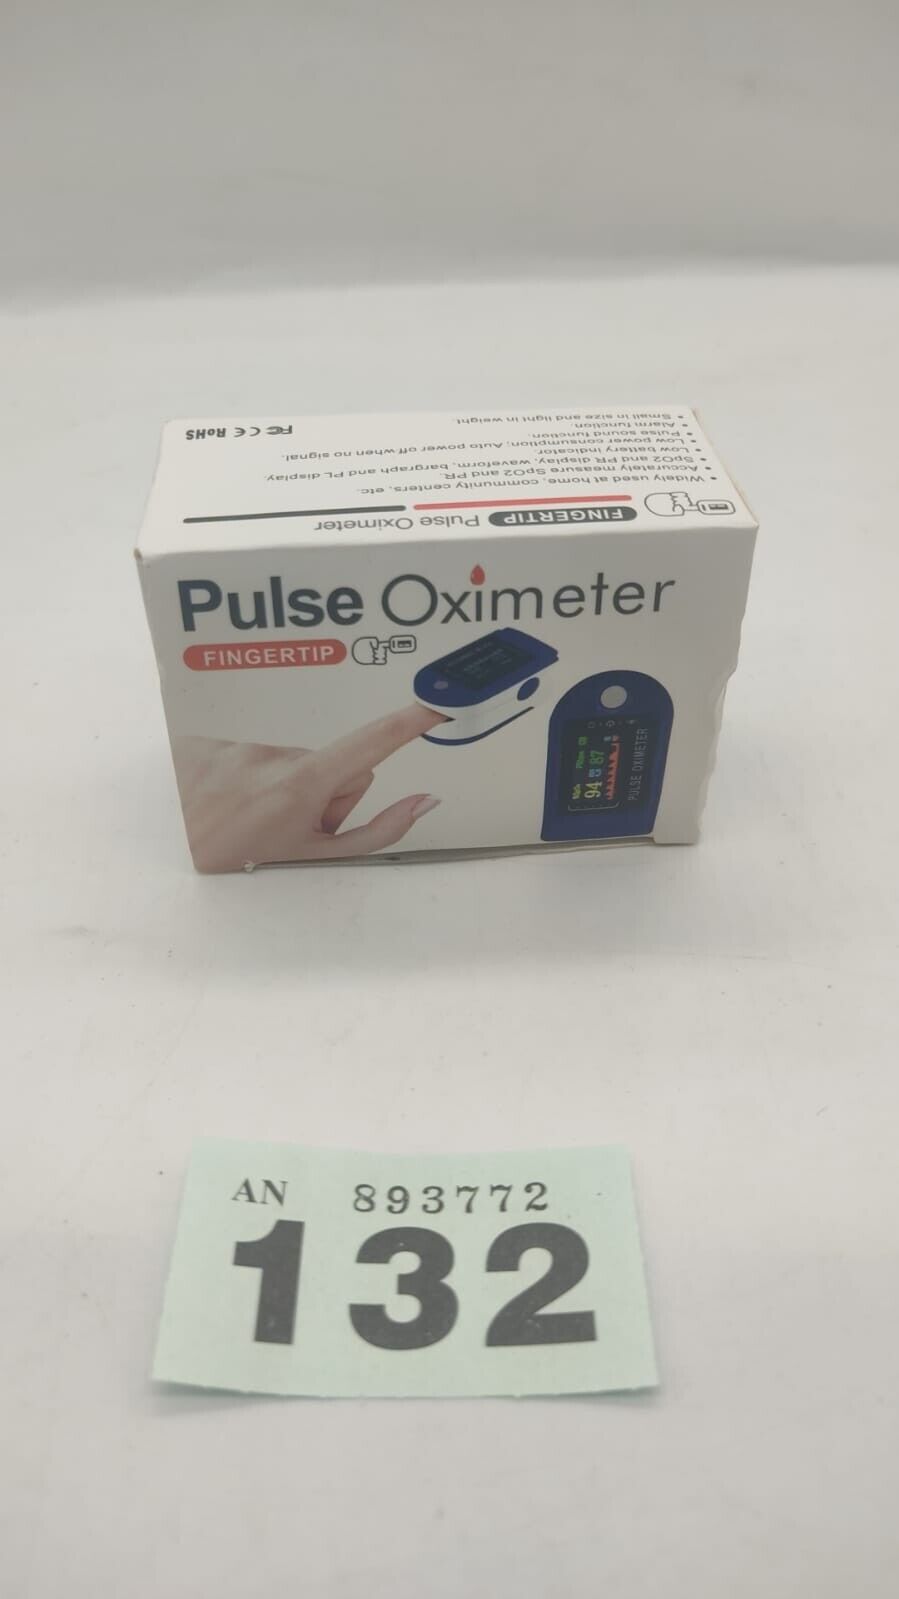 • Small in size and light in weight.
• Alarm function.
• Pulse sound function.
• Low power consumption, Auto power off when no signal.
• Low battery indicator.
• SpO2 and PR display, waveform, bargraph and PL display.
• Accurately measure SpO2 and PR.
• Widely used at home, community centers, etc.
FC CE RoHS
FINGERTIP Pulse Oximeter
Pulse Oximeter
FINGERTIP
94 87
PULSE OXIMETER
AN 893772
132